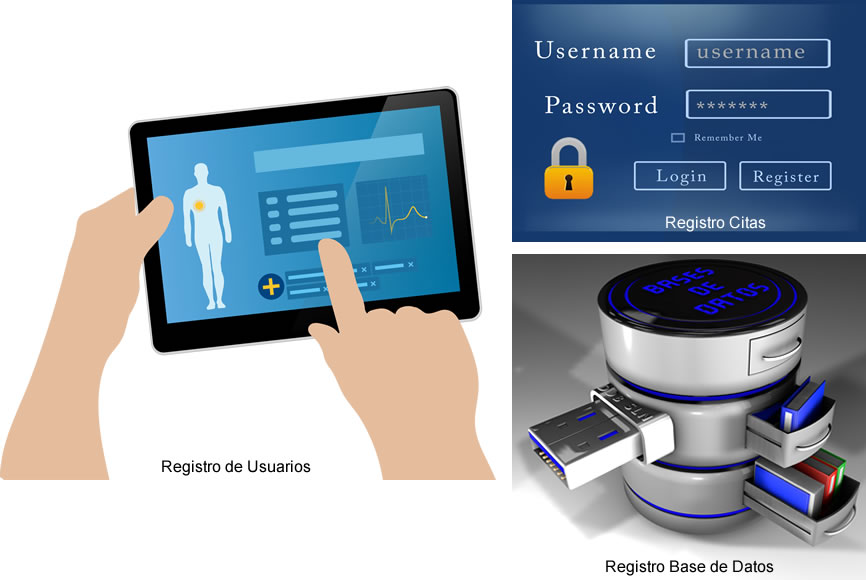 Username
username
Password
*******
Remember Me
Login
Register
Registro Citas
BASES
DE
DATOS
Registro de Usuarios
Registro Base de Datos